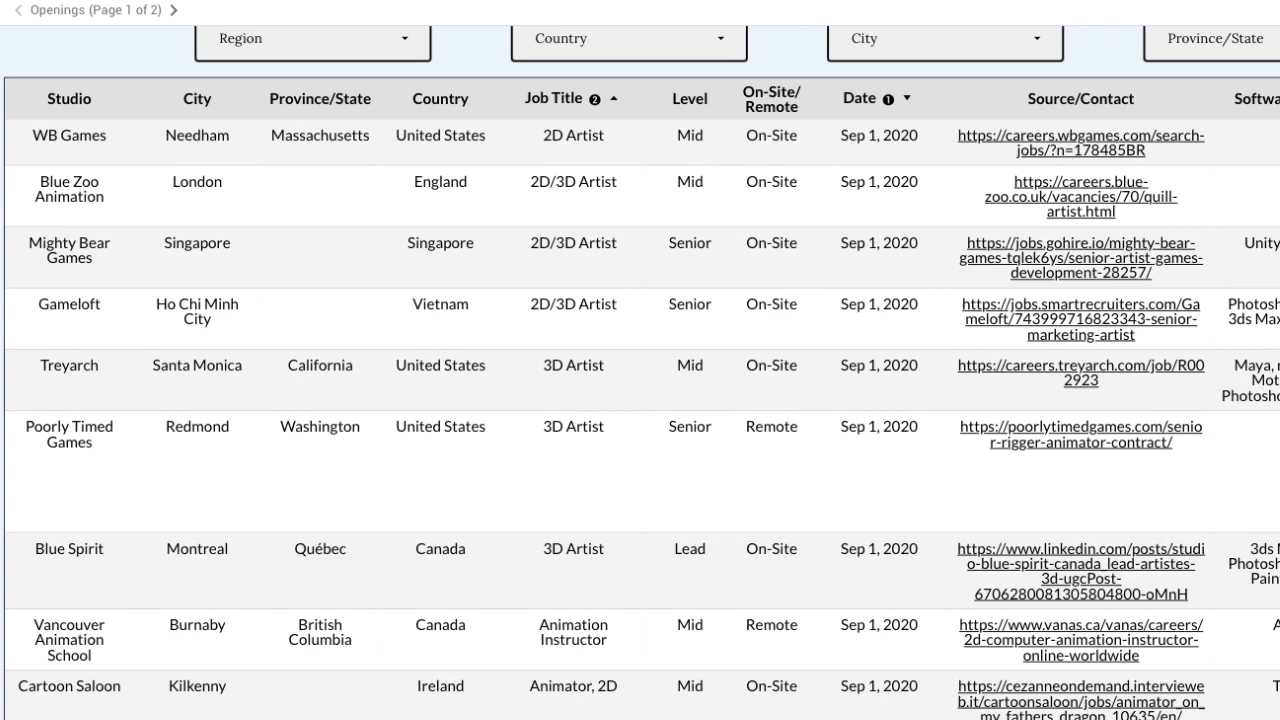 Openings (Page 1 of 2)
Region Country City Province/State
Studio City Province/State Country Job Title 2 Level On-Site/ Remote Date 1 Source/Contact
WB Games Needham Massachusetts United States 2D Artist Mid On-Site Sep 1, 2020 https://careers.wbgames.com/search-
jobs/?n=178485BR
Blue Zoo London England 2D/3D Artist Mid On-Site Sep 1, 2020 https://careers.blue-
Animation zoo.co.uk/vacancies/70/quill-
artist.html
Mighty Bear Singapore Singapore 2D/3D Artist Senior On-Site Sep 1, 2020 https://jobs.gohire.io/mighty-bear- Unity
Games games-tqlek6ys/senior-artist-games-
development-28257/
Gameloft Ho Chi Minh Vietnam 2D/3D Artist Senior On-Site Sep 1, 2020 https://jobs.smartrecruiters.com/Ga
City meloft/743999716823343-senior- 3ds Max
marketing-artist
Treyarch Santa Monica California United States 3D Artist Mid On-Site Sep 1, 2020 https://careers.treyarch.com/job/R00 Maya,
2923
Poorly Timed Redmond Washington United States 3D Artist Senior Remote Sep 1, 2020 https://poorlytimedgames.com/senio
Games r-rigger-animator-contract/
Blue Spirit Montreal Québec Canada 3D Artist Lead On-Site Sep 1, 2020 https://www.linkedin.com/posts/studi 3ds
o-blue-spirit-canada_lead-artistes-
3d-ugcPost-
6706280081305804800-oMnH
Vancouver Burnaby British Canada Animation Mid Remote Sep 1, 2020 https://www.vanas.ca/vanas/careers/
Animation Columbia Instructor 2d-computer-animation-instructor-
School online-worldwide
Cartoon Saloon Kilkenny Ireland Animator, 2D Mid On-Site Sep 1, 2020 https://cezanneondemand.interviewe
b.it/cartoonsaloon/jobs/animator_on_
my_fathers_dragon_10635/en/